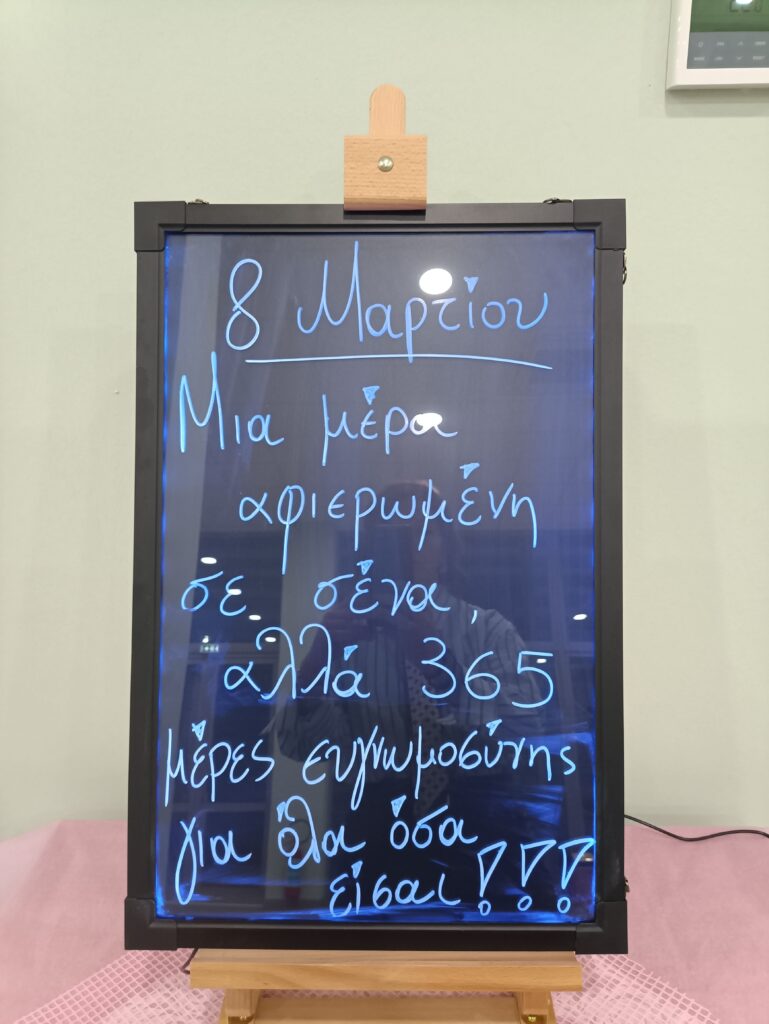 8 Μαρτίου
Μια μέρα
αφιερωμένη
σε σένα,
αλλά 365
μέρες ευγνωμοσύνης
για όλα όσα
είσαι!!!